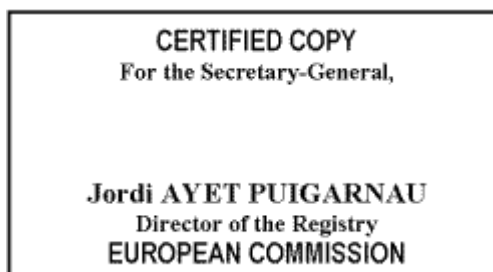 CERTIFIED COPY
For the Secretary-General,
Jordi AYET PUIGARNAU
Director of the Registry
EUROPEAN COMMISSION